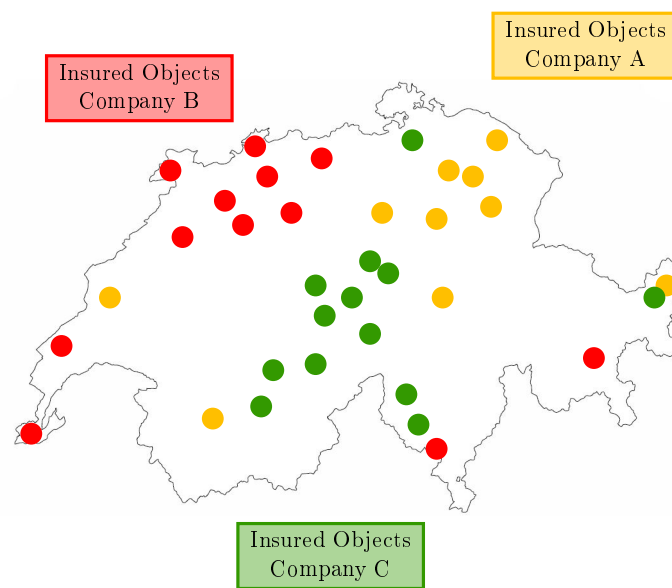 Insured Objects
Company A
Insured Objects
Company B
Insured Objects
Company C